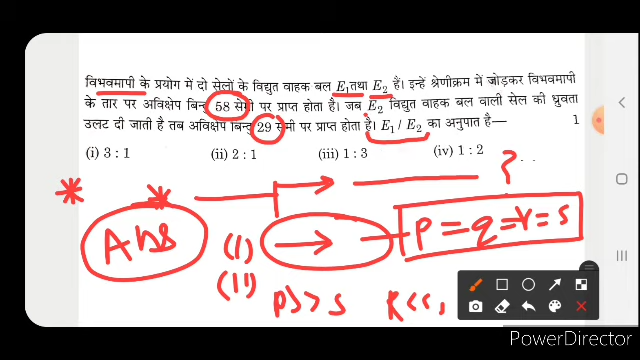 विभवमापी के प्रयोग में दो सेलों के विद्युत वाहक बल E₁ तथा E₂ हैं। इन्हें श्रेणीक्रम में जोड़कर विभवमापी
के तार पर अविक्षेप बिन्दु 58 सेमी पर प्राप्त होता है। जब E₂ विद्युत वाहक बल वाली सेल की ध्रुवता
उलट दी जाती है तब अविक्षेप बिन्दु 29 सेमी पर प्राप्त होता है। E₁ / E₂ का अनुपात है— 1
(i) 3 : 1 (ii) 2 : 1 (iii) 1 : 3 (iv) 1 : 2
?
Ans (i) P = q = r = s
(ii)
PowerDirector